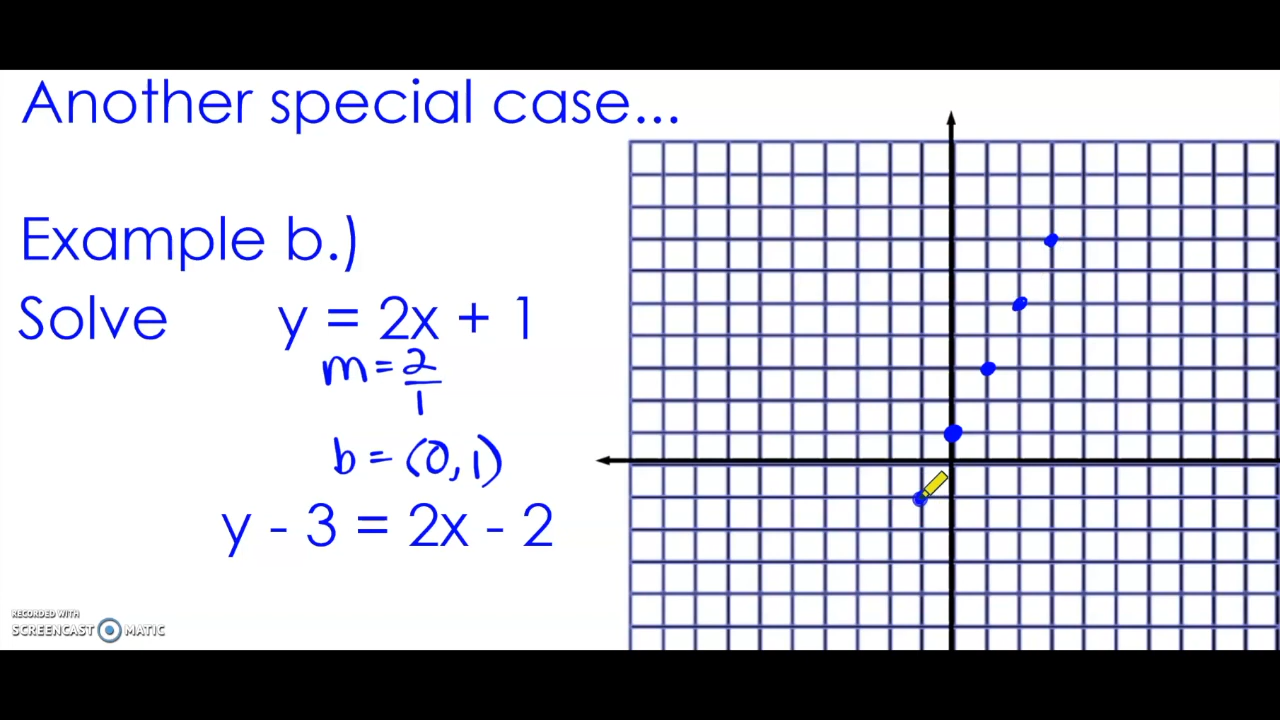 Another special case...
Example b.)
Solve y = 2x + 1
m = 2/1
b = (0, 1)
y - 3 = 2x - 2
RECORDED WITH
SCREENCAST MATIC